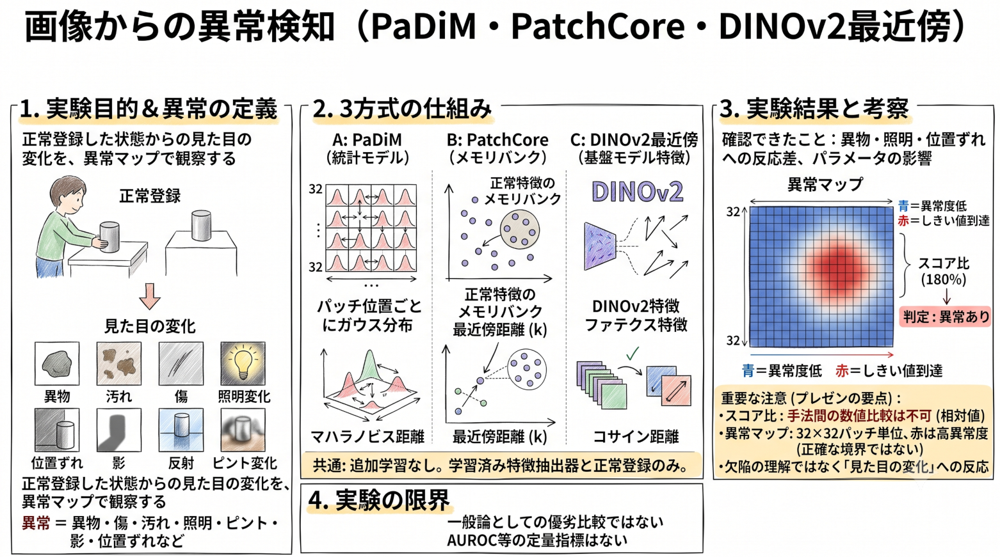 画像からの異常検知（PaDiM・PatchCore・DINOv2最近傍）
1. 実験目的＆異常の定義
正常登録した状態からの見た目の
変化を、異常マップで観察する
正常登録
見た目の変化
異物
汚れ
傷
照明変化
位置ずれ
影
反射
ピント変化
正常登録した状態からの見た目の変化を、
異常マップで観察する
異常 ＝ 異物・傷・汚れ・照明・ピント・
影・位置ずれなど
2. 3方式の仕組み
A: PaDiM
（統計モデル）
32
⋮
32
…
パッチ位置ごと
にガウス分布
マハラノビス距離
B: PatchCore
（メモリバンク）
正常特徴の
メモリバンク
正常特徴の
メモリバンク
最近傍距離 (k)
最近傍距離 (k)
C: DINOv2最近傍
（基盤モデル特徴）
DINOv2
DINOv2特徴
ファテクス特徴
コサイン距離
共通: 追加学習なし。学習済み特徴抽出器と正常登録のみ。
3. 実験結果と考察
確認できたこと：異物・照明・位置ずれ
への反応差、パラメータの影響
異常マップ
32
32
青＝異常度低
赤＝しきい値到達
スコア比
(180%)
判定 : 異常あり
青＝異常度低 赤＝しきい値到達
重要な注意 (プレゼンの要点) :
・スコア比 : 手法間の数値比較は不可 (相対値)
・異常マップ: 32×32パッチ単位、赤は高異常度
(正確な境界ではない)
・欠陥の理解ではなく「見た目の変化」への反応
4. 実験の限界
一般論としての優劣比較ではない
AUROC等の定量指標はない